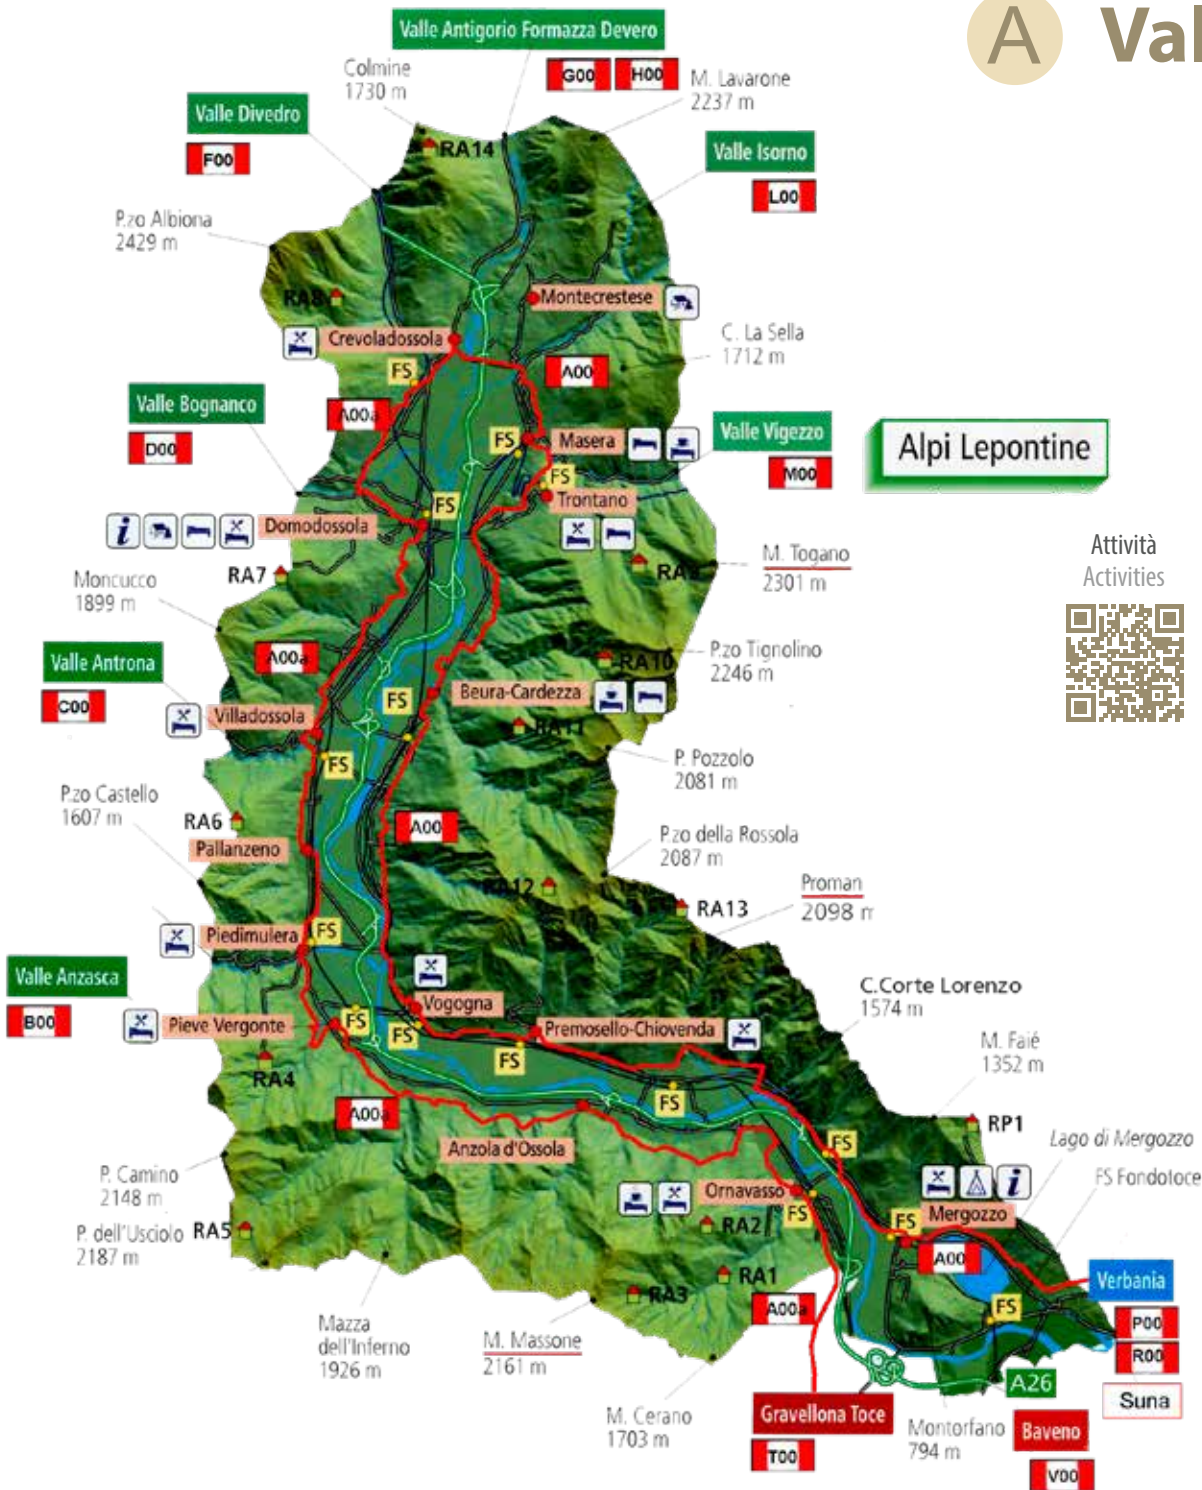 A Val
Valle Antigorio Formazza Devero
G00
H00
Colmine
1730 m
M. Lavarone
2237 m
Valle Divedro
F00
RA14
Valle Isorno
L00
P.zo Albiona
2429 m
RA8
Montecrestese
Crevoladossola
C. La Sella
1712 m
FS
A00
Valle Bognanco
D00
A00a
FS
Masera
Valle Vigezzo
M00
Alpi Lepontine
FS
Trontano
FS
i
Domodossola
Attività
Activities
M. Togano
2301 m
RA7
Moncucco
1899 m
P.zo Tignolino
2246 m
RA10
A00a
Valle Antrona
C00
Beura-Cardezza
FS
Villadossola
RA11
FS
P. Pozzolo
2081 m
P.zo Castello
1607 m
RA6
Pallanzeno
A00
P.zo della Rossola
2087 m
RA12
RA13
Proman
2098 m
Piedimulera
FS
Valle Anzasca
B00
Vogogna
C.Corte Lorenzo
1574 m
Pieve Vergonte
FS
FS
Premosello-Chiovenda
FS
M. Faié
1352 m
RA4
FS
A00a
RP1
Anzola d'Ossola
FS
Lago di Mergozzo
FS Fondotoce
P. Camino
2148 m
i
Ornavasso
FS
FS
Mergozzo
RA2
P. dell'Usciolo
2187 m
RA5
A00
Verbania
RA1
RA3
A00a
FS
P00
R00
Suna
Mazza
dell'Inferno
1926 m
M. Massone
2161 m
A26
M. Cerano
1703 m
Gravellona Toce
T00
Montorfano
794 m
Baveno
V00